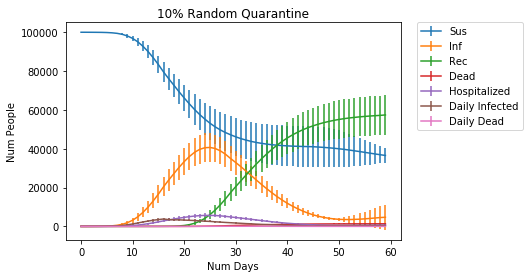 10% Random Quarantine
100000
80000
60000
40000
20000
0
Num People
0 10 20 30 40 50 60
Num Days
Sus
Inf
Rec
Dead
Hospitalized
Daily Infected
Daily Dead